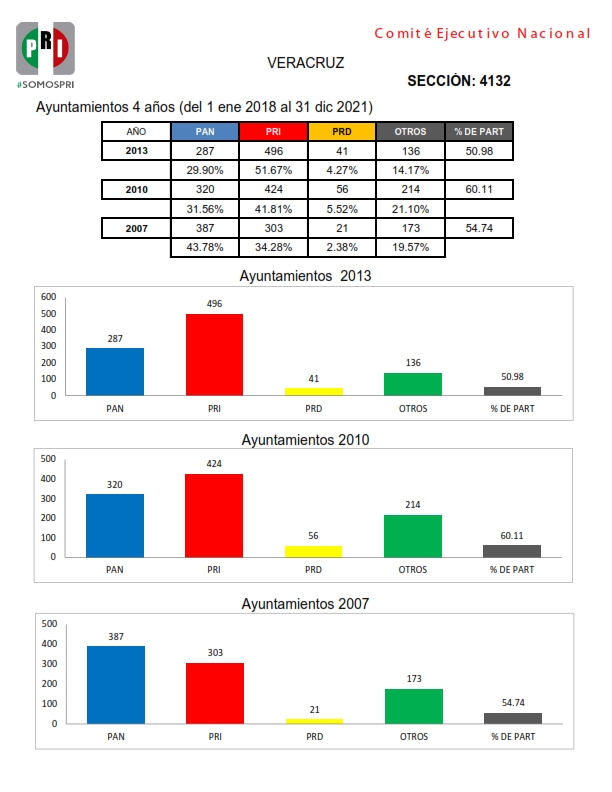 Comité Ejecutivo Nacional
PRI
#SOMOSPRI
VERACRUZ
SECCIÓN: 4132
Ayuntamientos 4 años (del 1 ene 2018 al 31 dic 2021)
AÑO PAN PRI PRD OTROS % DE PART
2013 287 496 41 136 50.98
29.90% 51.67% 4.27% 14.17%
2010 320 424 56 214 60.11
31.56% 41.81% 5.52% 21.10%
2007 387 303 21 173 54.74
43.78% 34.28% 2.38% 19.57%
Ayuntamientos 2013
600
500
400
300
200
100
0
287 496 41 136 50.98
PAN PRI PRD OTROS % DE PART
Ayuntamientos 2010
500
400
300
200
100
0
320 424 56 214 60.11
PAN PRI PRD OTROS % DE PART
Ayuntamientos 2007
500
400
300
200
100
0
387 303 21 173 54.74
PAN PRI PRD OTROS % DE PART